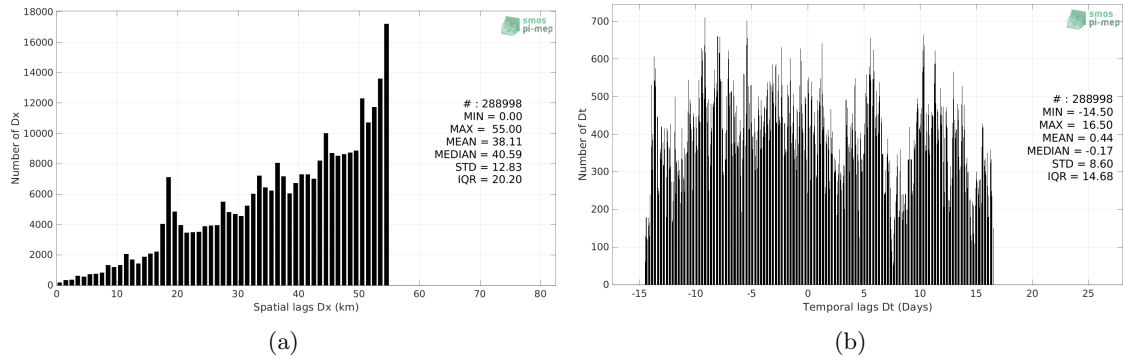 18000
16000
14000
12000
10000
8000
6000
4000
2000
0
Number of Dx
0 10 20 30 40 50 60 70 80
Spatial lags Dx (km)
smos
pi-mep
# : 288998
MIN = 0.00
MAX = 55.00
MEAN = 38.11
MEDIAN = 40.59
STD = 12.83
IQR = 20.20
(a)
700
600
500
400
300
200
100
0
Number of Dt
-15 -10 -5 0 5 10 15 20 25
Temporal lags Dt (Days)
smos
pi-mep
# : 288998
MIN = -14.50
MAX = 16.50
MEAN = 0.44
MEDIAN = -0.17
STD = 8.60
IQR = 14.68
(b)